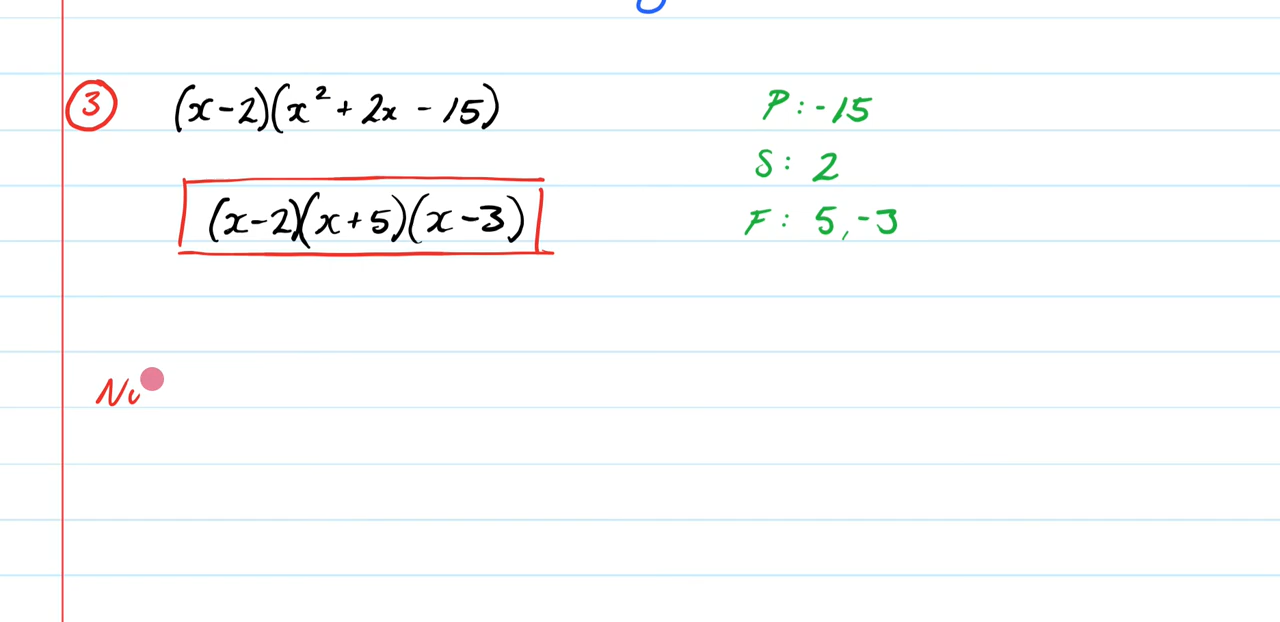 ③ (x-2)(x² + 2x - 15)
P: -15
S: 2
(x-2)(x+5)(x-3)
F: 5, -3